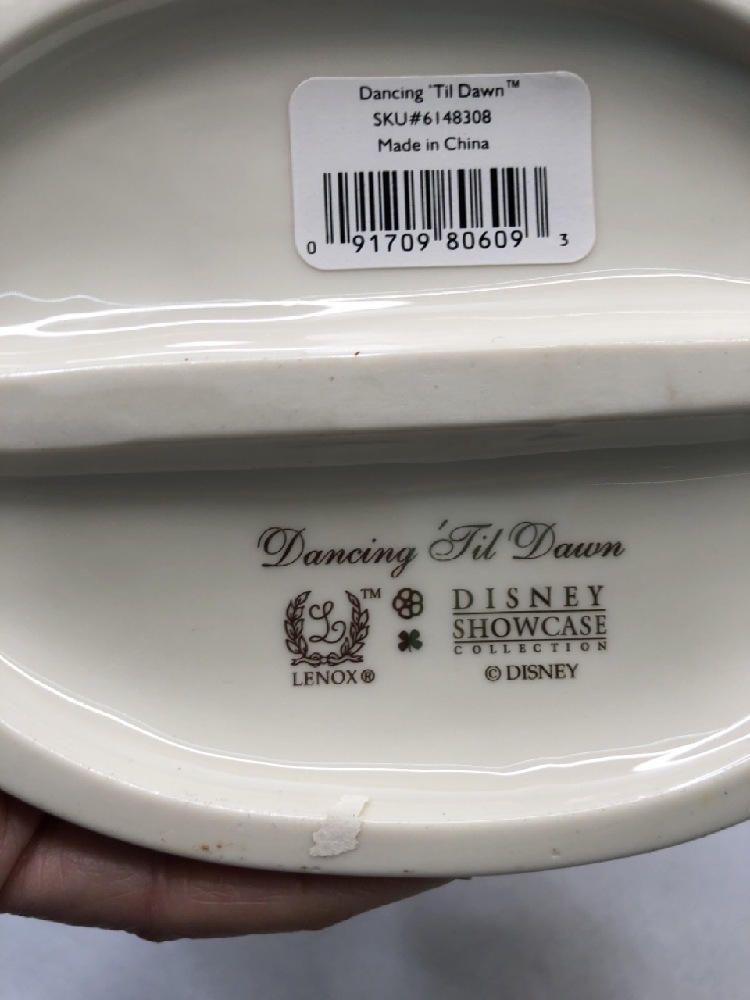 Dancing 'Til Dawn™
SKU#6148308
Made in China
0 91709 80609 3
Dancing 'Til Dawn
L ™
LENOX®
DISNEY
SHOWCASE
COLLECTION
© DISNEY